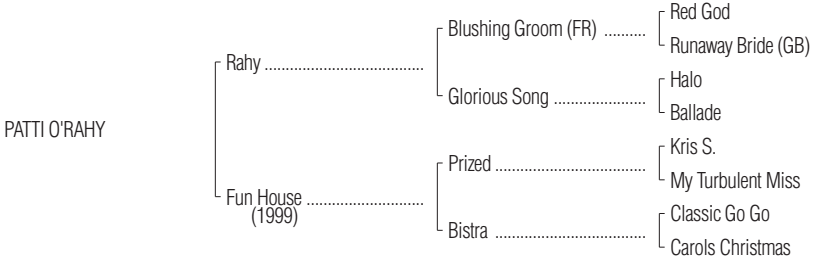 Red God
Blushing Groom (FR) ..........
Runaway Bride (GB)
Rahy ...................................
Halo
Glorious Song ......................
Ballade
PATTI O'RAHY
Kris S.
Prized ...................................
My Turbulent Miss
Fun House ..........................
(1999)
Classic Go Go
Bistra ...................................
Carols Christmas